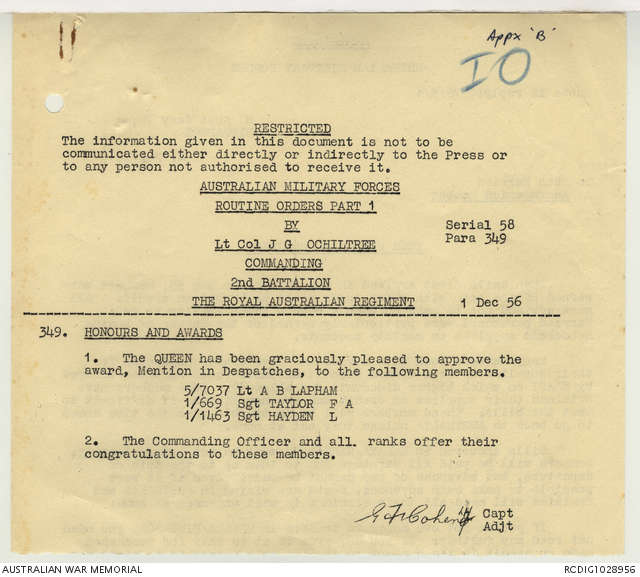 Appx 'B'
IO
RESTRICTED
The information given in this document is not to be
communicated either directly or indirectly to the Press or
to any person not authorised to receive it.
AUSTRALIAN MILITARY FORCES
ROUTINE ORDERS PART 1
BY
Serial 58
Lt Col J G OCHILTREE
Para 349
COMMANDING
2nd BATTALION
THE ROYAL AUSTRALIAN REGIMENT
1 Dec 56
349. HONOURS AND AWARDS
1. The QUEEN has been graciously pleased to approve the
award, Mention in Despatches, to the following members.
5/7037 Lt A B LAPHAM
1/669 Sgt TAYLOR F A
1/1463 Sgt HAYDEN L
2. The Commanding Officer and all. ranks offer their
congratulations to these members.
Capt
Adjt
AUSTRALIAN WAR MEMORIAL
RCDIG1028956